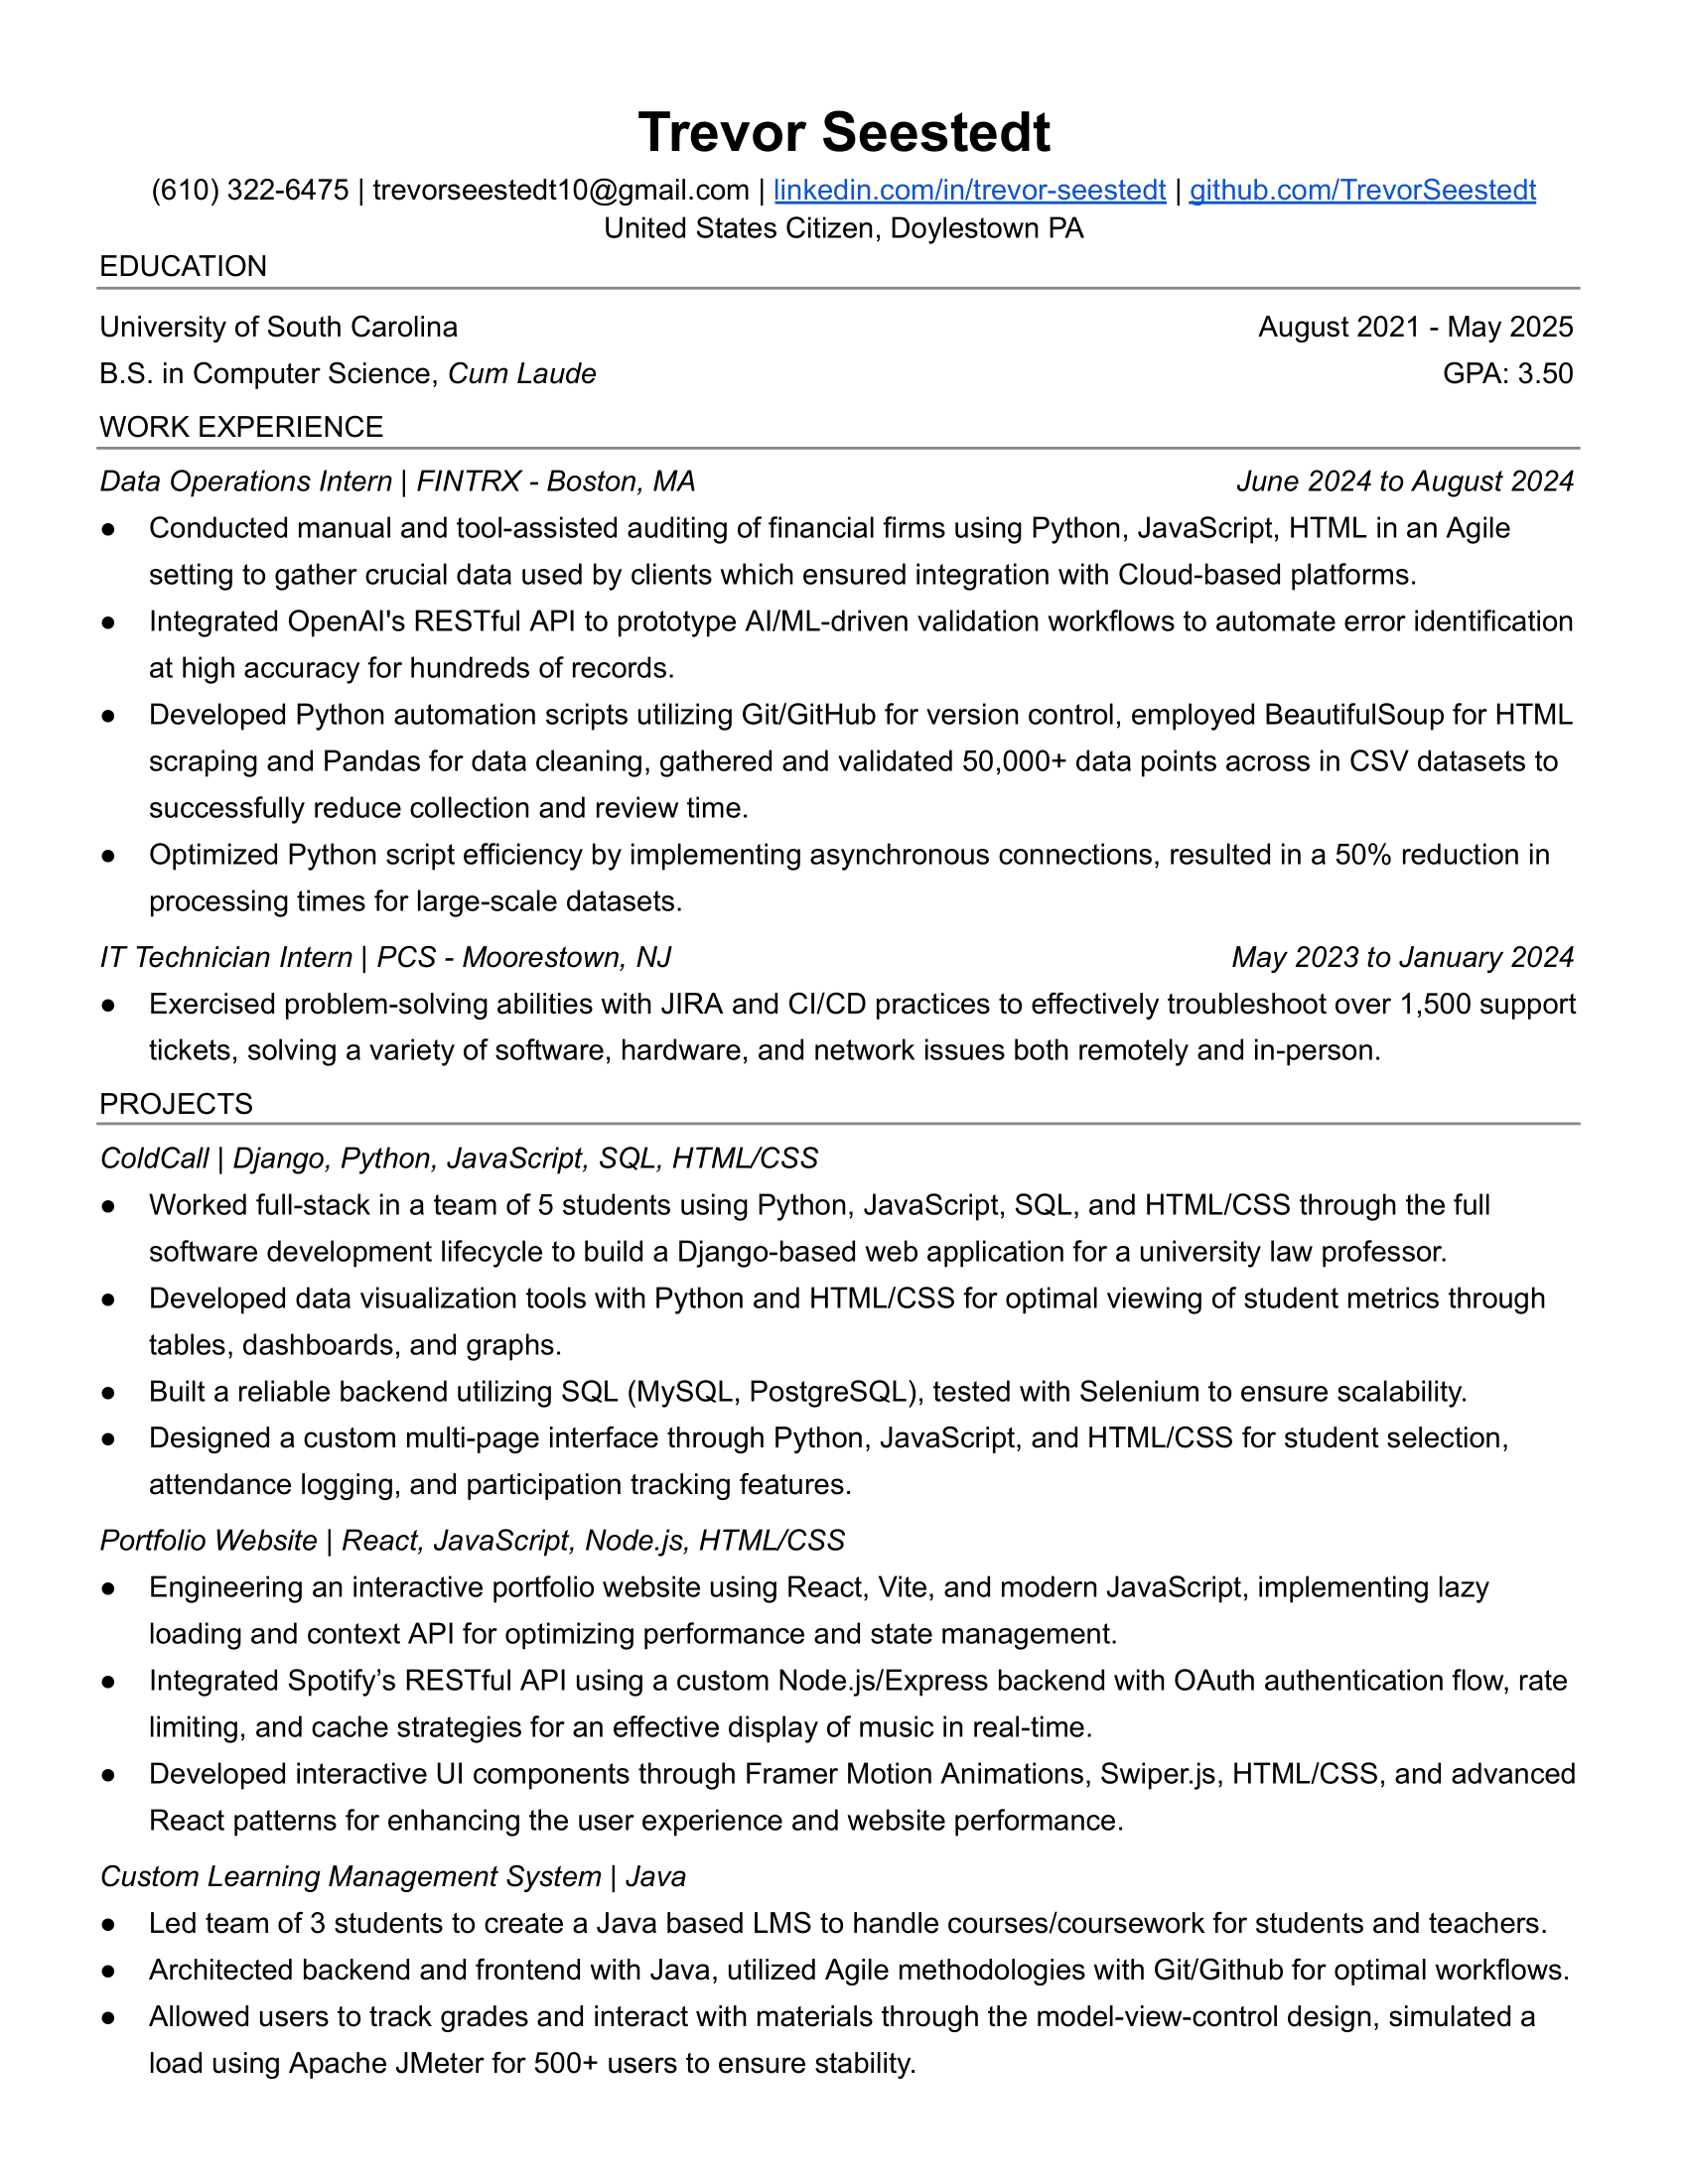 Trevor Seestedt
(610) 322-6475 | trevorseestedt10@gmail.com | linkedin.com/in/trevor-seestedt | github.com/TrevorSeestedt
United States Citizen, Doylestown PA
EDUCATION
University of South Carolina August 2021 - May 2025
B.S. in Computer Science, Cum Laude GPA: 3.50
WORK EXPERIENCE
Data Operations Intern | FINTRX - Boston, MA June 2024 to August 2024
● Conducted manual and tool-assisted auditing of financial firms using Python, JavaScript, HTML in an Agile
setting to gather crucial data used by clients which ensured integration with Cloud-based platforms.
● Integrated OpenAI's RESTful API to prototype AI/ML-driven validation workflows to automate error identification
at high accuracy for hundreds of records.
● Developed Python automation scripts utilizing Git/GitHub for version control, employed BeautifulSoup for HTML
scraping and Pandas for data cleaning, gathered and validated 50,000+ data points across in CSV datasets to
successfully reduce collection and review time.
● Optimized Python script efficiency by implementing asynchronous connections, resulted in a 50% reduction in
processing times for large-scale datasets.
IT Technician Intern | PCS - Moorestown, NJ May 2023 to January 2024
● Exercised problem-solving abilities with JIRA and CI/CD practices to effectively troubleshoot over 1,500 support
tickets, solving a variety of software, hardware, and network issues both remotely and in-person.
PROJECTS
ColdCall | Django, Python, JavaScript, SQL, HTML/CSS
● Worked full-stack in a team of 5 students using Python, JavaScript, SQL, and HTML/CSS through the full
software development lifecycle to build a Django-based web application for a university law professor.
● Developed data visualization tools with Python and HTML/CSS for optimal viewing of student metrics through
tables, dashboards, and graphs.
● Built a reliable backend utilizing SQL (MySQL, PostgreSQL), tested with Selenium to ensure scalability.
● Designed a custom multi-page interface through Python, JavaScript, and HTML/CSS for student selection,
attendance logging, and participation tracking features.
Portfolio Website | React, JavaScript, Node.js, HTML/CSS
● Engineering an interactive portfolio website using React, Vite, and modern JavaScript, implementing lazy
loading and context API for optimizing performance and state management.
● Integrated Spotify’s RESTful API using a custom Node.js/Express backend with OAuth authentication flow, rate
limiting, and cache strategies for an effective display of music in real-time.
● Developed interactive UI components through Framer Motion Animations, Swiper.js, HTML/CSS, and advanced
React patterns for enhancing the user experience and website performance.
Custom Learning Management System | Java
● Led team of 3 students to create a Java based LMS to handle courses/coursework for students and teachers.
● Architected backend and frontend with Java, utilized Agile methodologies with Git/Github for optimal workflows.
● Allowed users to track grades and interact with materials through the model-view-control design, simulated a
load using Apache JMeter for 500+ users to ensure stability.